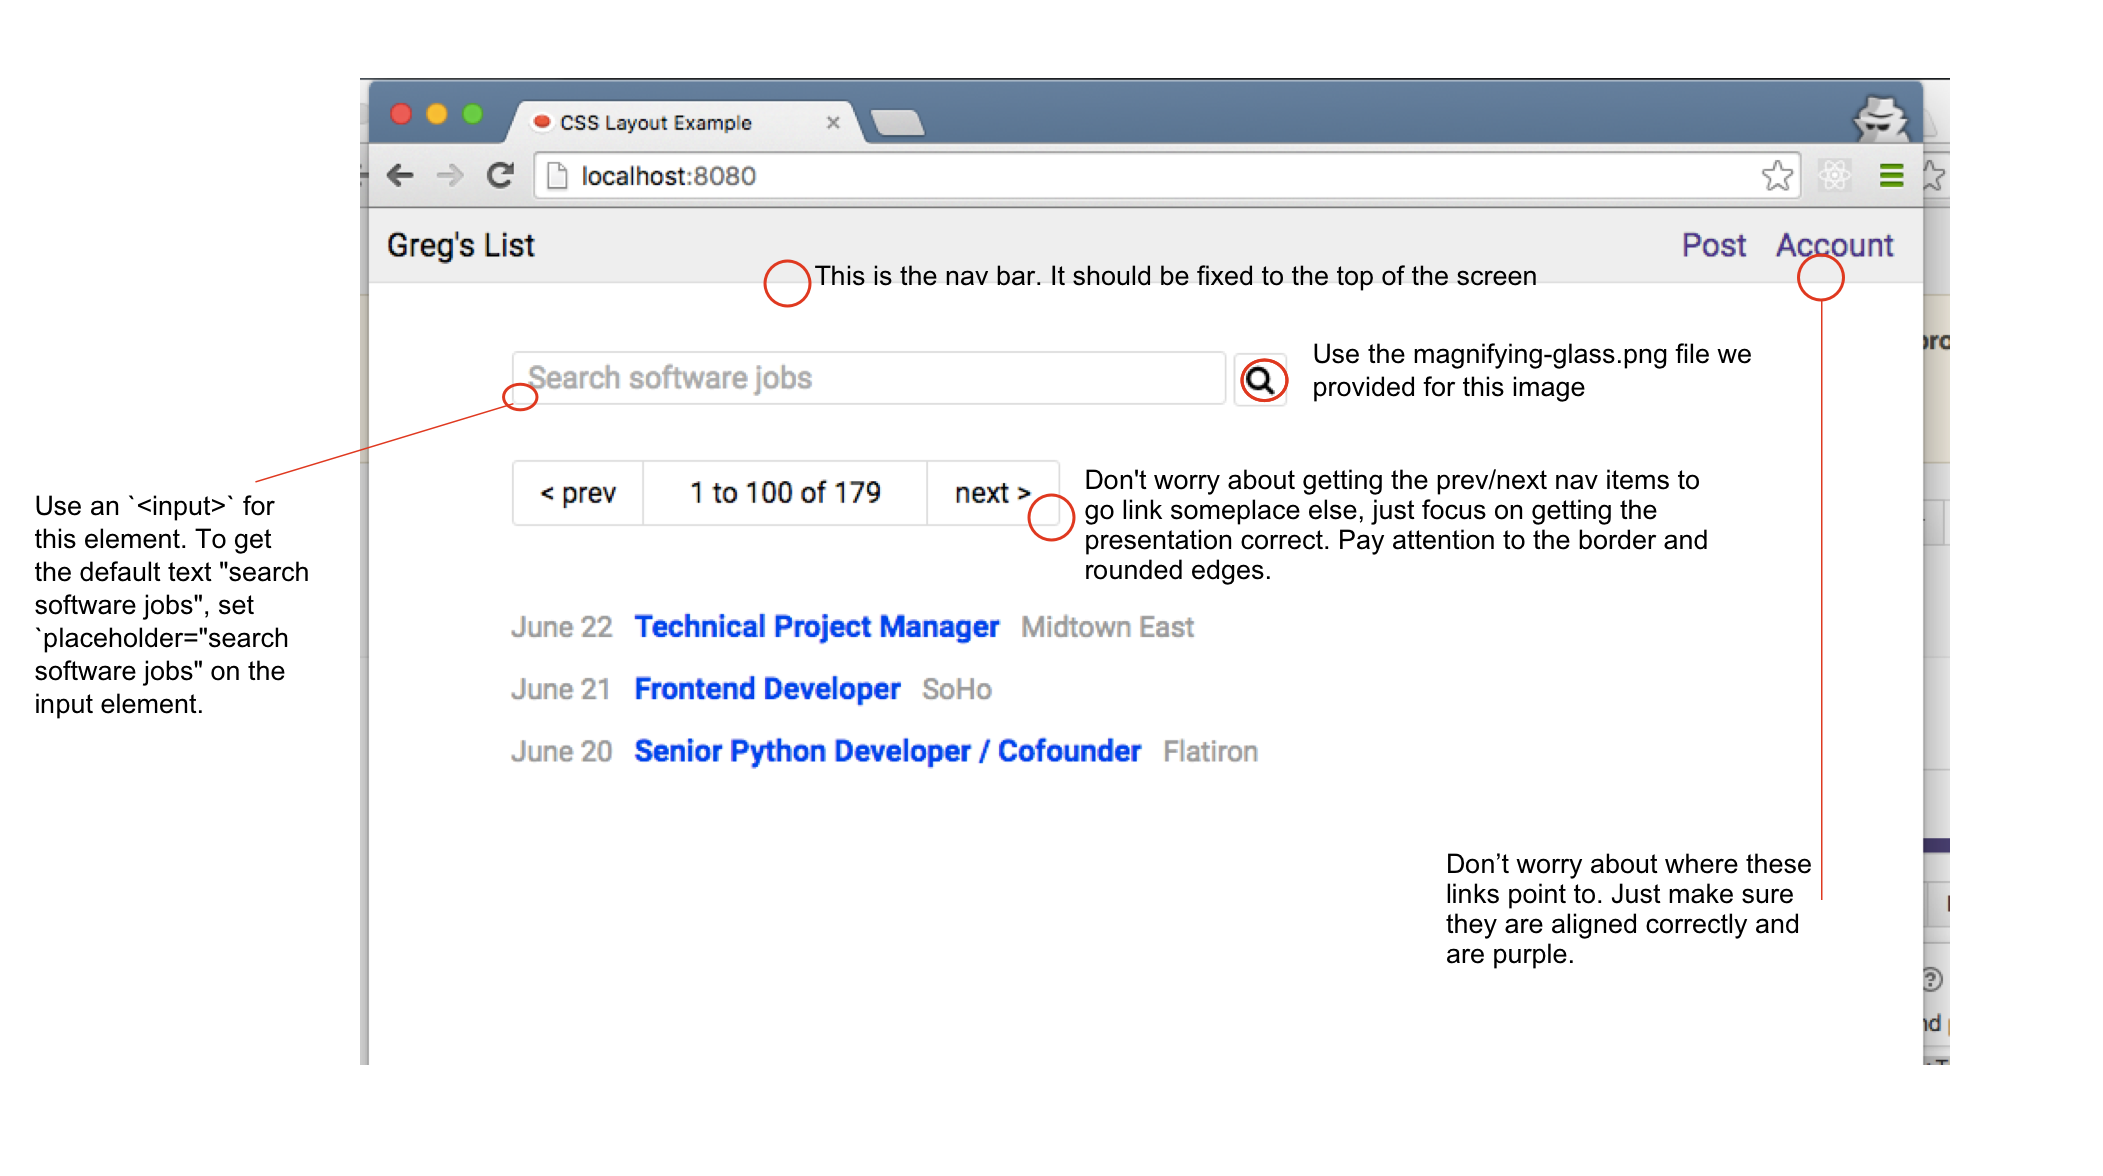 CSS Layout Example
localhost:8080
Greg's List
Post Account
This is the nav bar. It should be fixed to the top of the screen
Search software jobs
Use the magnifying-glass.png file we
provided for this image
< prev
1 to 100 of 179
next >
Don't worry about getting the prev/next nav items to
go link someplace else, just focus on getting the
presentation correct. Pay attention to the border and
rounded edges.
Use an `<input>` for
this element. To get
the default text "search
software jobs", set
`placeholder="search
software jobs" on the
input element.
June 22 Technical Project Manager Midtown East
June 21 Frontend Developer SoHo
June 20 Senior Python Developer / Cofounder Flatiron
Don’t worry about where these
links point to. Just make sure
they are aligned correctly and
are purple.